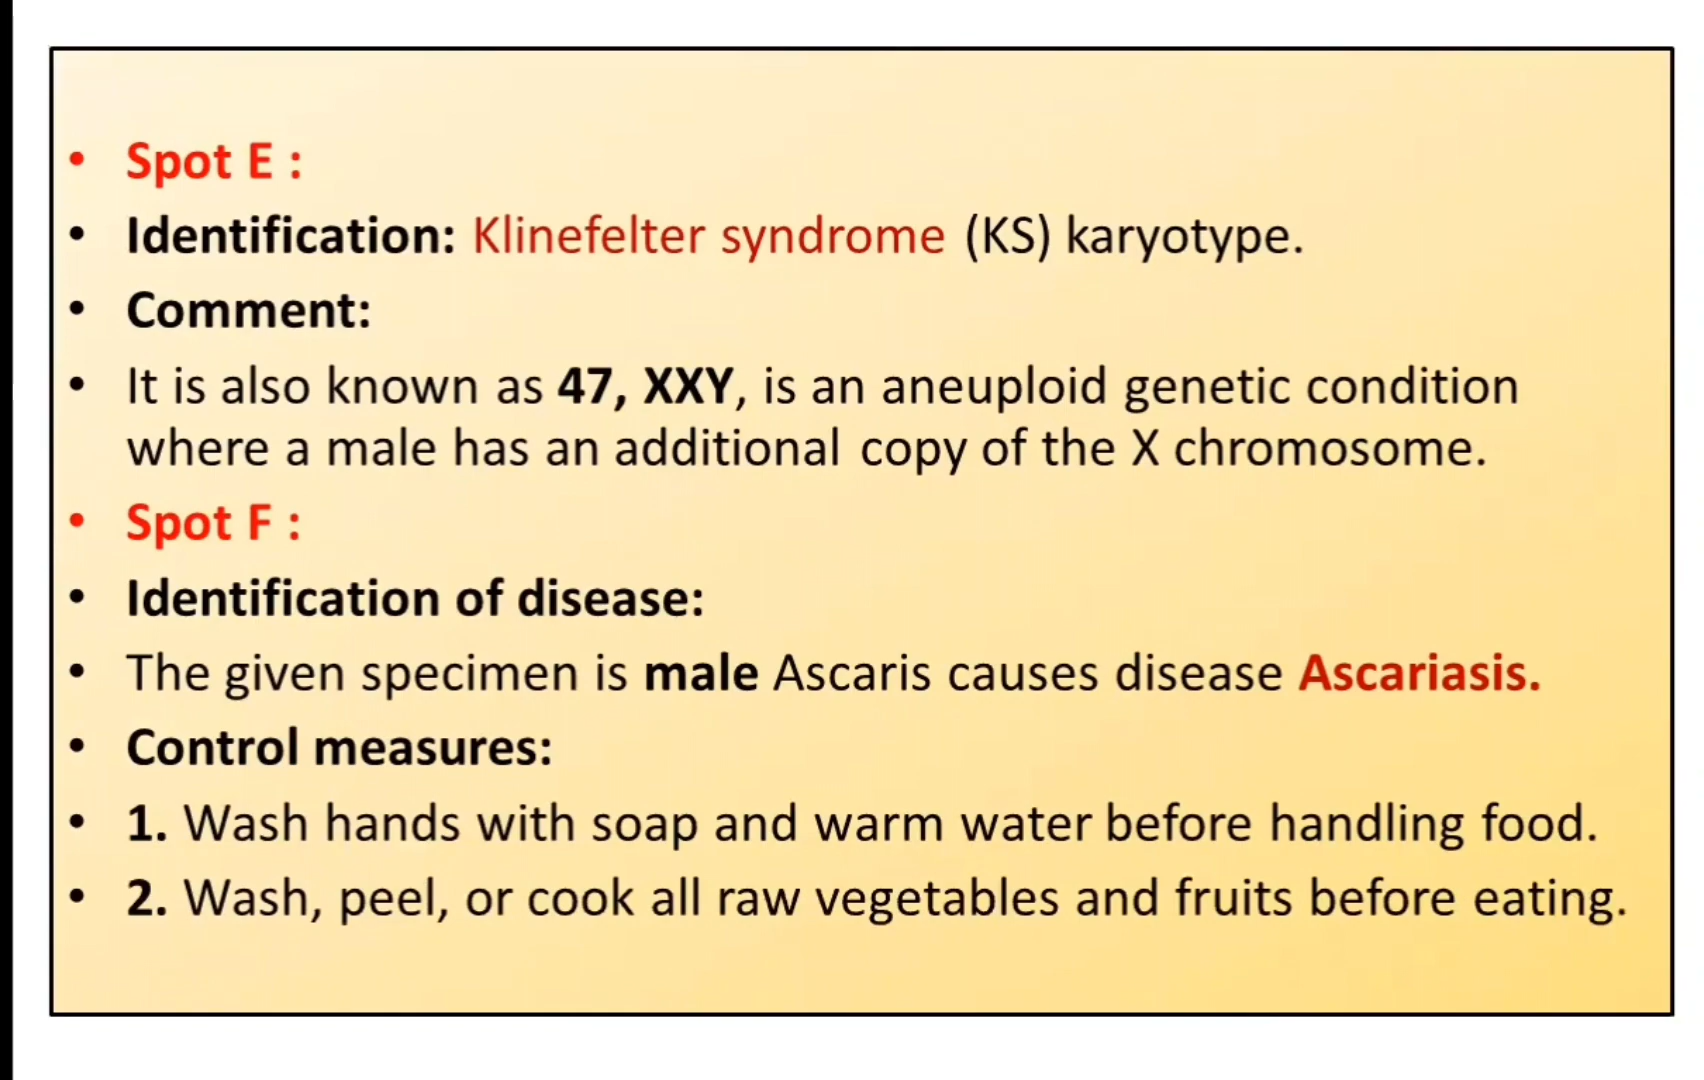 • Spot E :
• Identification: Klinefelter syndrome (KS) karyotype.
• Comment:
• It is also known as 47, XXY, is an aneuploid genetic condition
where a male has an additional copy of the X chromosome.
• Spot F :
• Identification of disease:
• The given specimen is male Ascaris causes disease Ascariasis.
• Control measures:
• 1. Wash hands with soap and warm water before handling food.
• 2. Wash, peel, or cook all raw vegetables and fruits before eating.